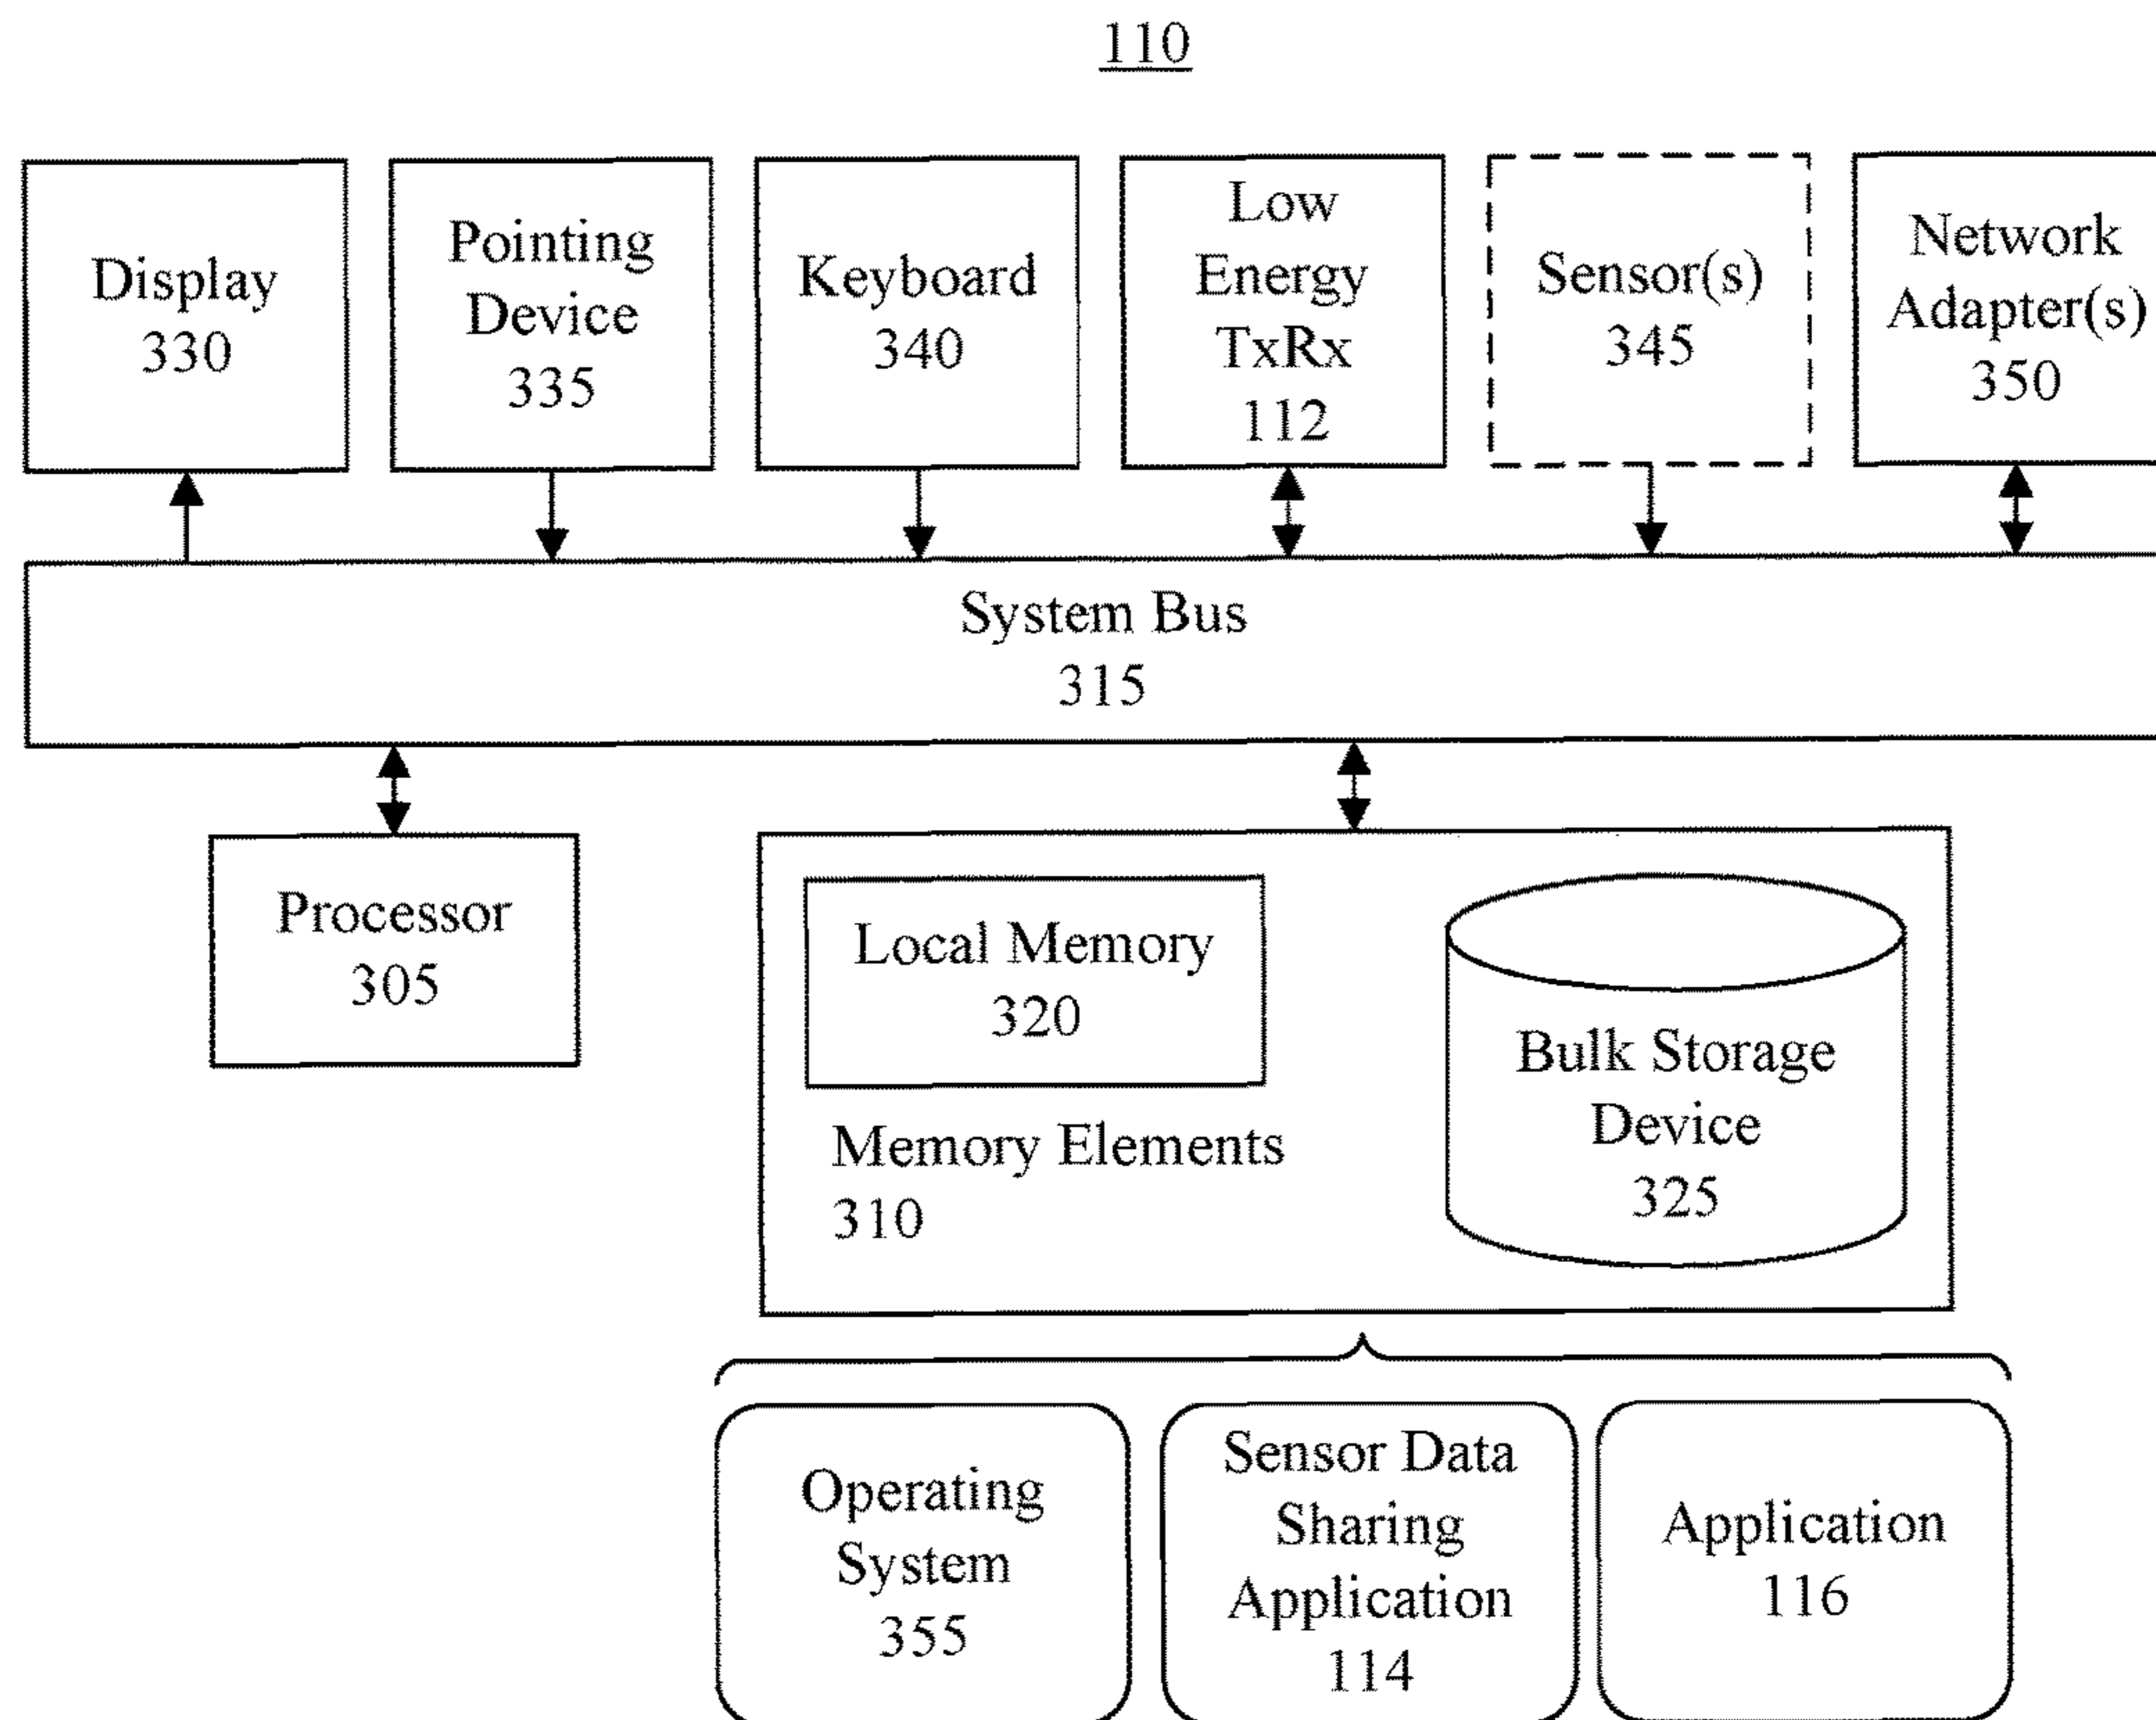 110
Display
330
Pointing
Device
335
Keyboard
340
Low
Energy
TxRx
112
Sensor(s)
345
Network
Adapter(s)
350
System Bus
315
Processor
305
Local Memory
320
Memory Elements
310
Bulk Storage
Device
325
Operating
System
355
Sensor Data
Sharing
Application
114
Application
116